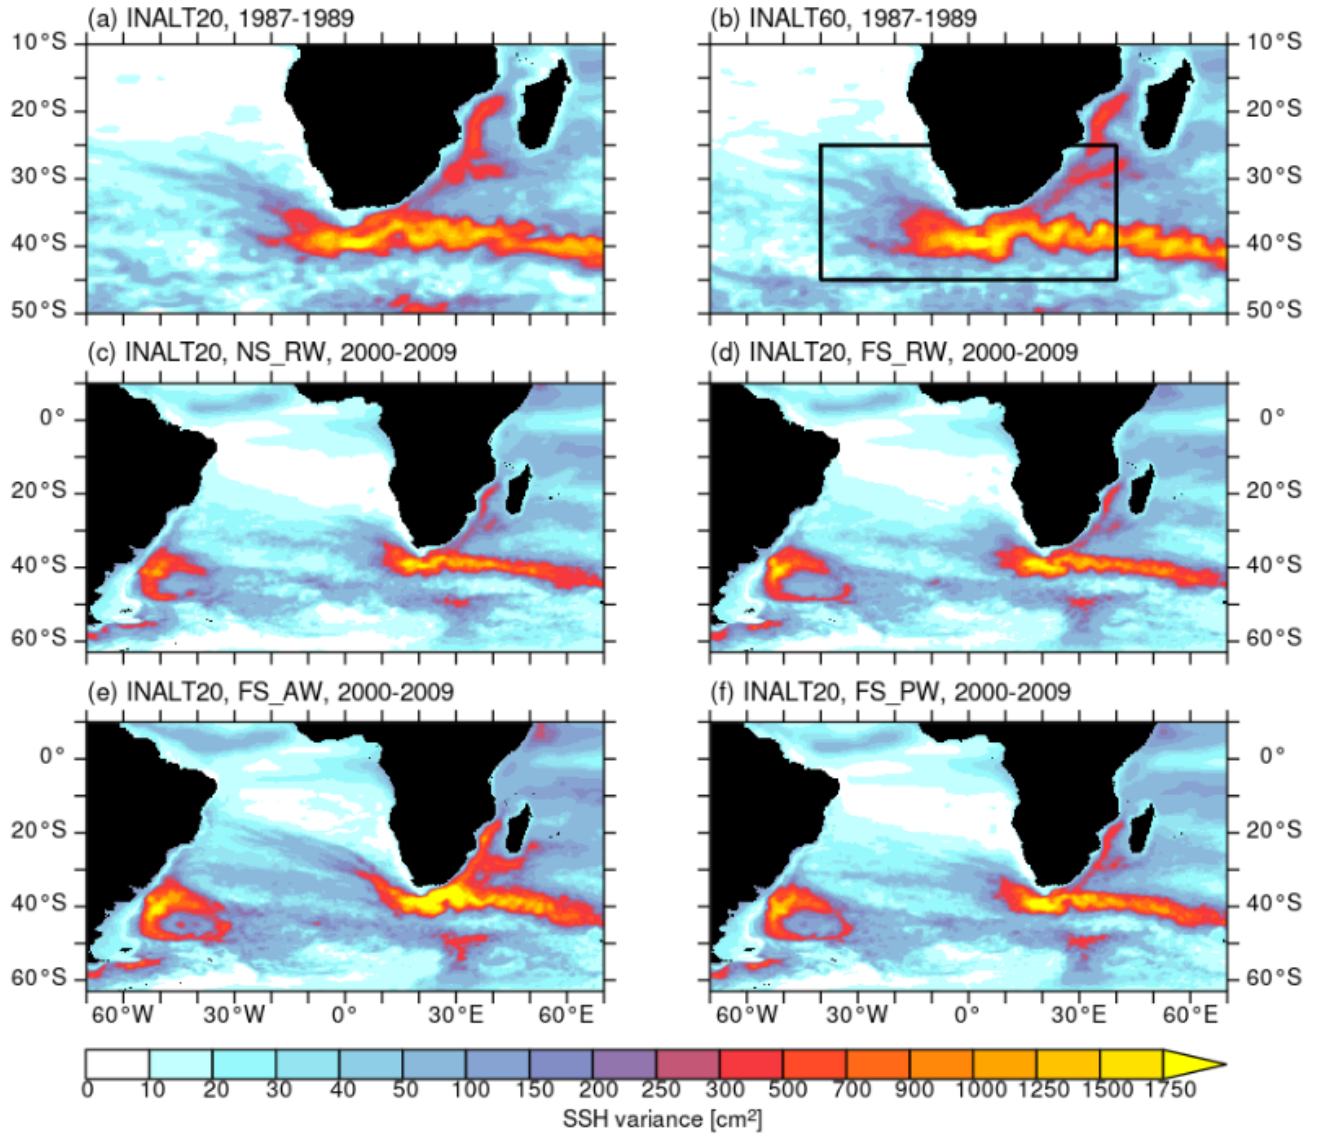 (a) INALT20, 1987-1989
(b) INALT60, 1987-1989
10°S
10°S
20°S
20°S
30°S
30°S
40°S
40°S
50°S
50°S
(c) INALT20, NS_RW, 2000-2009
(d) INALT20, FS_RW, 2000-2009
0°
0°
20°S
20°S
40°S
40°S
60°S
60°S
(e) INALT20, FS_AW, 2000-2009
(f) INALT20, FS_PW, 2000-2009
0°
0°
20°S
20°S
40°S
40°S
60°S
60°S
60°W 30°W 0° 30°E 60°E
60°W 30°W 0° 30°E 60°E
0 10 20 30 40 50 100 150 200 250 300 500 700 900 1000 1250 1500 1750
SSH variance [cm²]